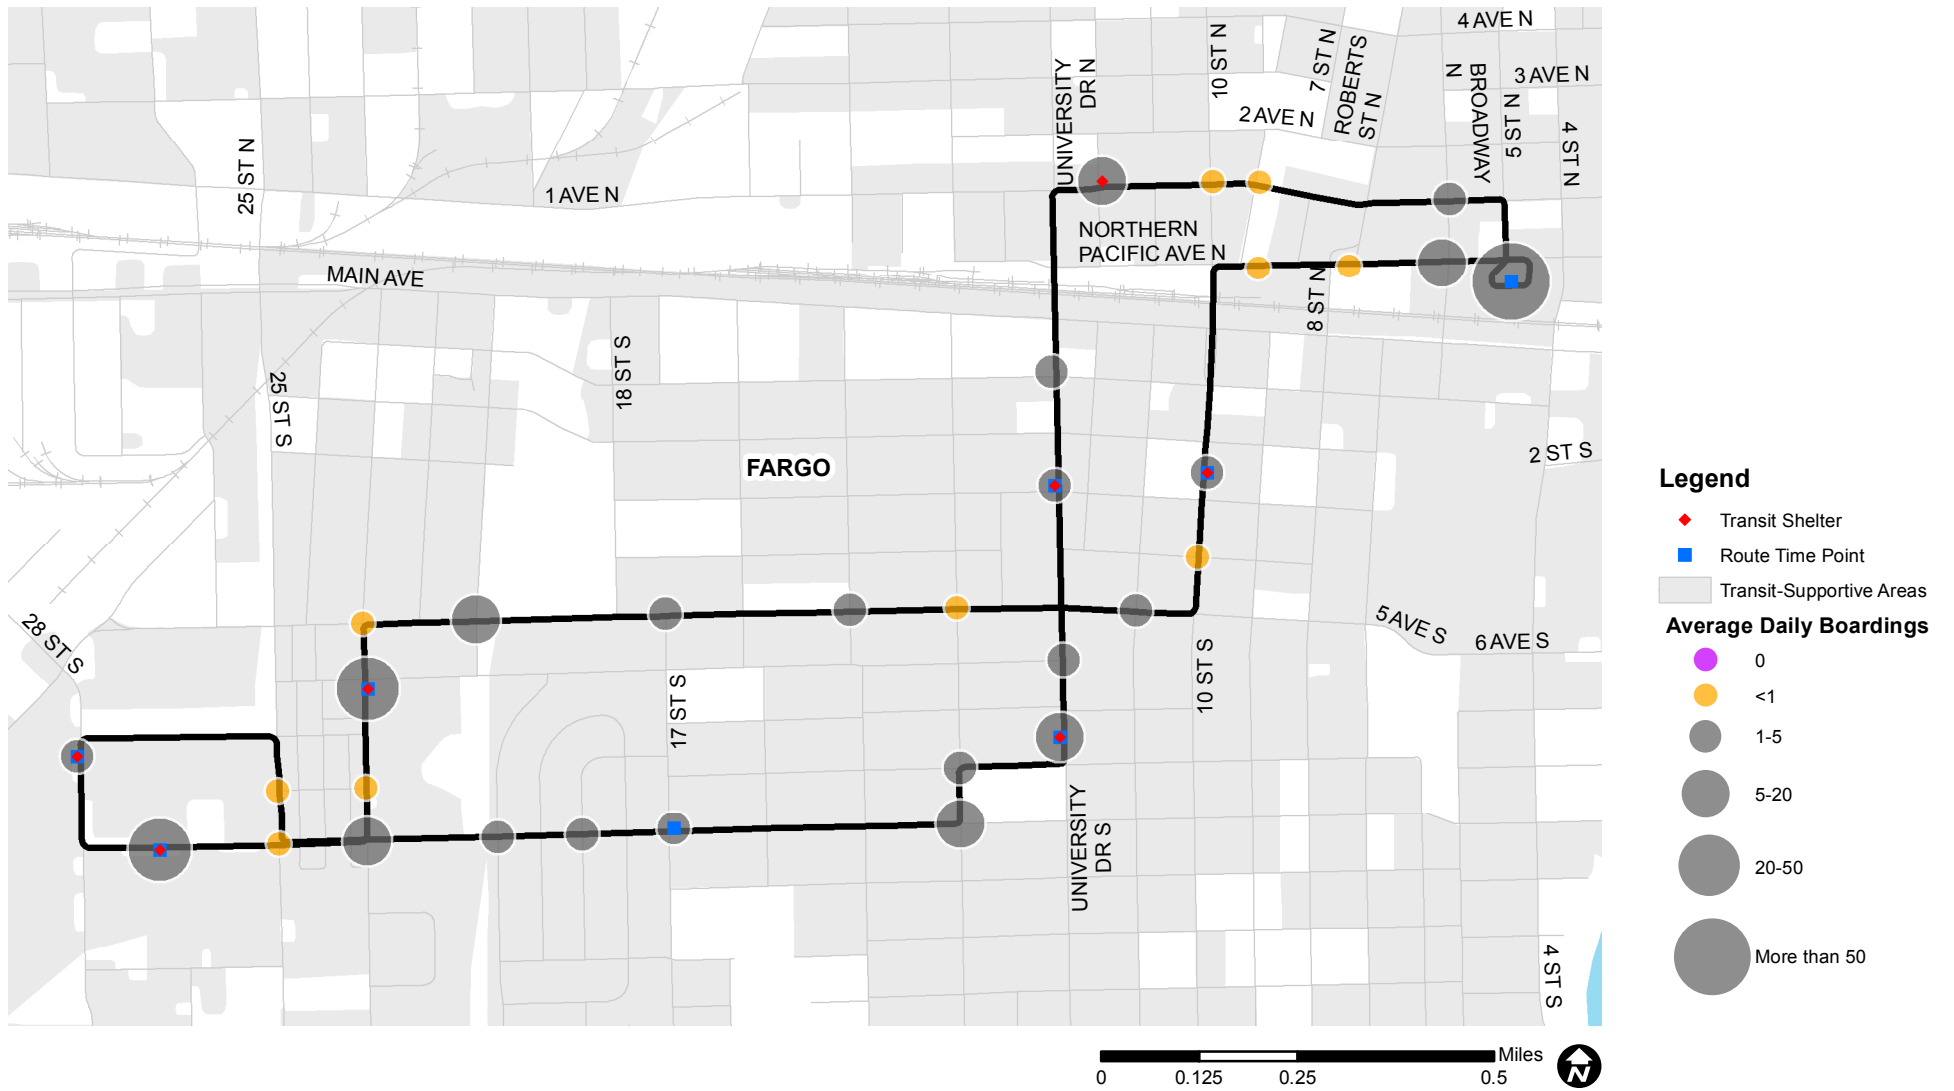 4 AVE N
3 AVE N
2 AVE N
1 AVE N
UNIVERSITY
DR N
10 ST N
7 ST N
ROBERTS
ST N
BROADWAY
N
5 ST N
4 ST N
25 ST N
NORTHERN
PACIFIC AVE N
MAIN AVE
8 ST N
18 ST S
25 ST S
FARGO
2 ST S
5 AVE S
6 AVE S
28 ST S
17 ST S
10 ST S
UNIVERSITY
DR S
4 ST S
Legend
Transit Shelter
Route Time Point
Transit-Supportive Areas
Average Daily Boardings
0
<1
1-5
5-20
20-50
More than 50
Miles
0 0.125 0.25 0.5
N